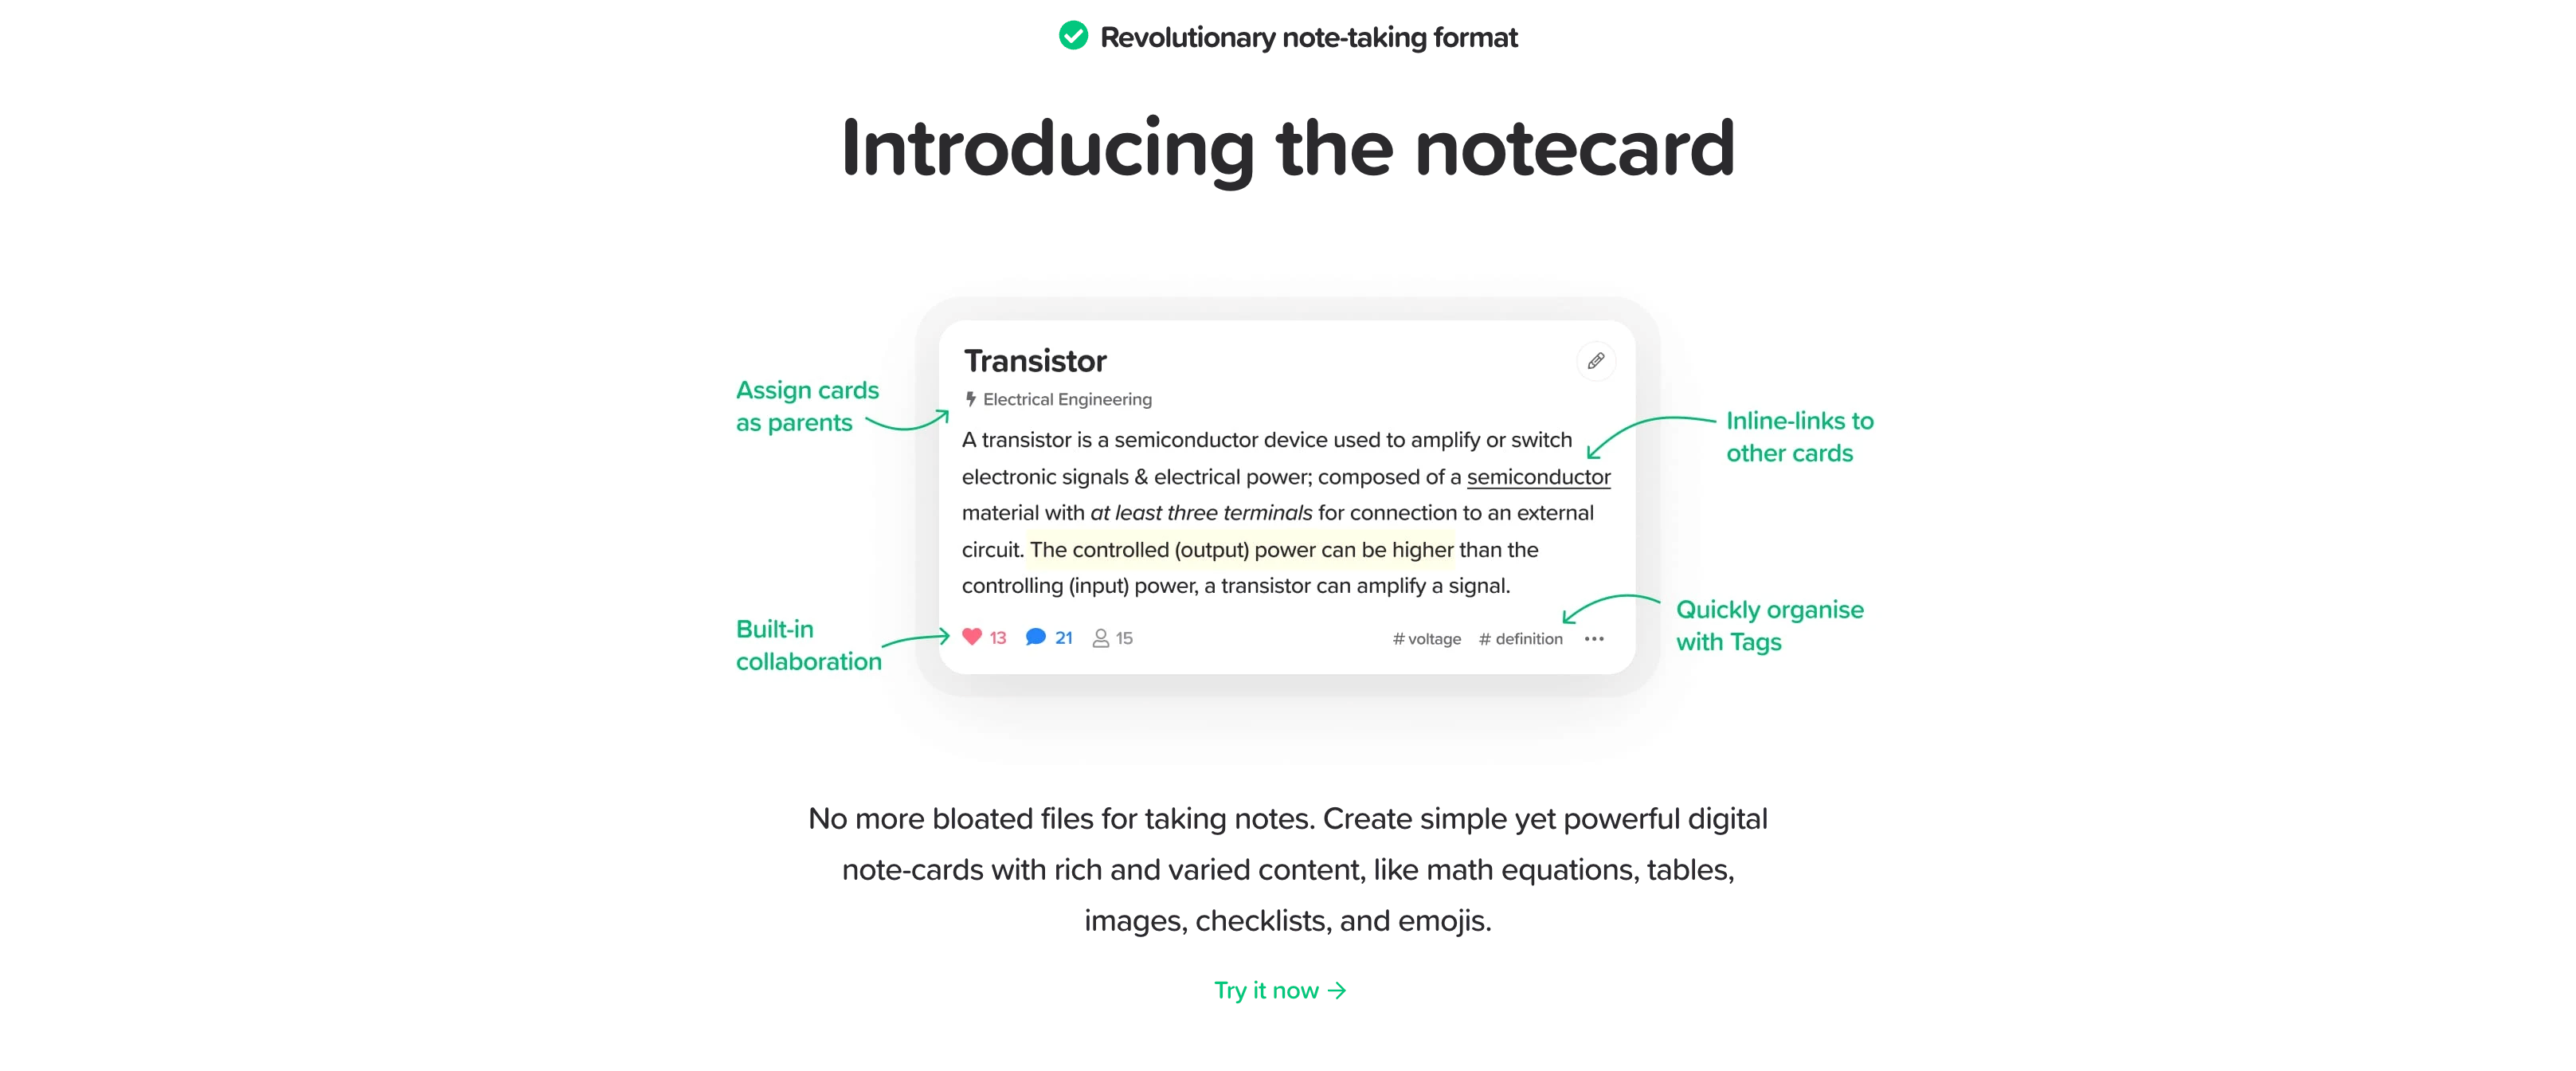 Revolutionary note-taking format
Introducing the notecard
Transistor
Electrical Engineering
A transistor is a semiconductor device used to amplify or switch
electronic signals & electrical power; composed of a semiconductor
material with at least three terminals for connection to an external
circuit. The controlled (output) power can be higher than the
controlling (input) power, a transistor can amplify a signal.
13 21 15 # voltage # definition
Assign cards
as parents
Built-in
collaboration
Inline-links to
other cards
Quickly organise
with Tags
No more bloated files for taking notes. Create simple yet powerful digital
note-cards with rich and varied content, like math equations, tables,
images, checklists, and emojis.
Try it now →